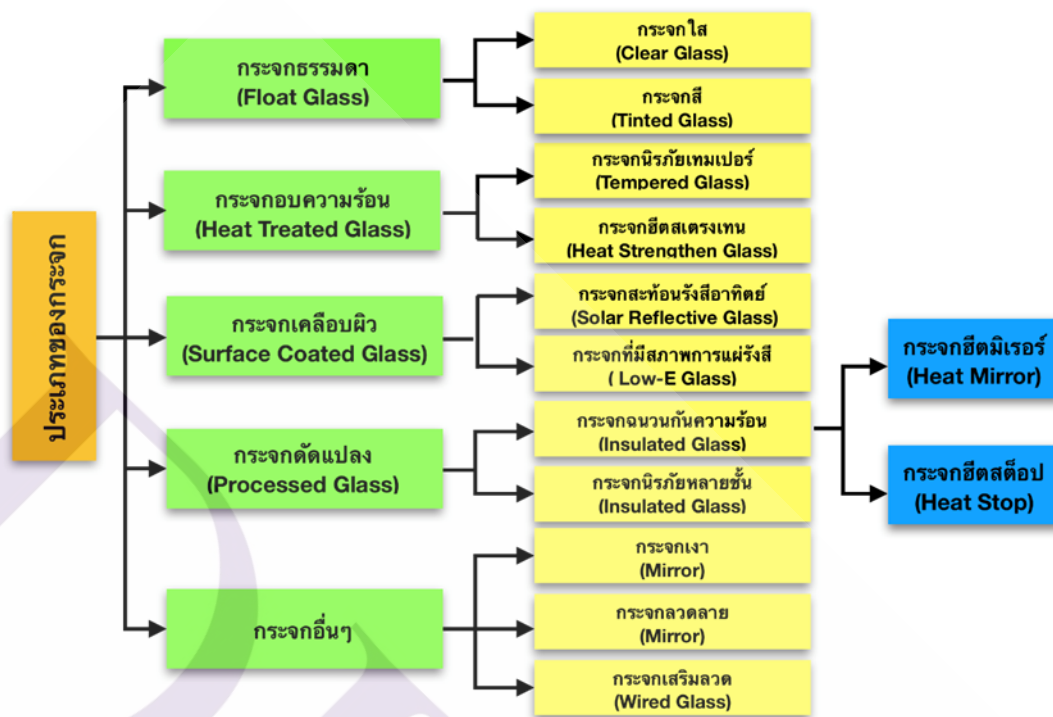 ประเภทของกระจก
กระจกธรรมดา
(Float Glass)
กระจกใส
(Clear Glass)
กระจกสี
(Tinted Glass)
กระจกอบความร้อน
(Heat Treated Glass)
กระจกนิรภัยเทมเปอร์
(Tempered Glass)
กระจกฮีตสเตรงเทน
(Heat Strengthen Glass)
กระจกเคลือบผิว
(Surface Coated Glass)
กระจกสะท้อนรังสีอาทิตย์
(Solar Reflective Glass)
กระจกที่มีสภาพการแผ่รังสี
( Low-E Glass)
กระจกดัดแปลง
(Processed Glass)
กระจกฉนวนกันความร้อน
(Insulated Glass)
กระจกฮีตมิเรอร์
(Heat Mirror)
กระจกฮีตสต็อป
(Heat Stop)
กระจกนิรภัยหลายชั้น
(Insulated Glass)
กระจกอื่นๆ
กระจกเงา
(Mirror)
กระจกลวดลาย
(Mirror)
กระจกเสริมลวด
(Wired Glass)